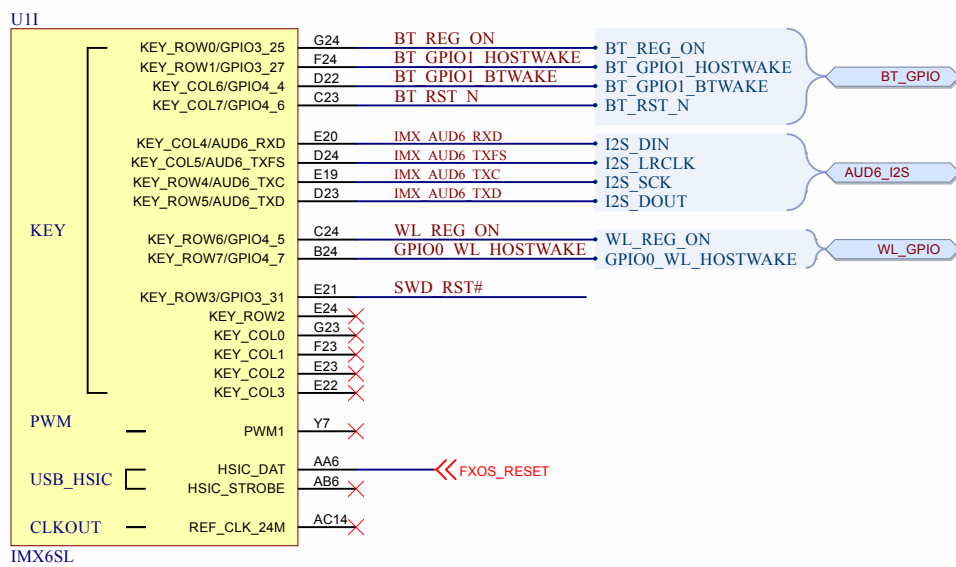 U1I
KEY_ROW0/GPIO3_25 G24 BT_REG_ON BT_REG_ON
KEY_ROW1/GPIO3_27 F24 BT_GPIO1_HOSTWAKE BT_GPIO1_HOSTWAKE
BT_GPIO
KEY_COL6/GPIO4_4 D22 BT_GPIO1_BTWAKE BT_GPIO1_BTWAKE
KEY_COL7/GPIO4_6 C23 BT_RST_N BT_RST_N
KEY_COL4/AUD6_RXD E20 IMX_AUD6_RXD I2S_DIN
KEY_COL5/AUD6_TXFS D24 IMX_AUD6_TXFS I2S_LRCLK
AUD6_I2S
KEY_ROW4/AUD6_TXC E19 IMX_AUD6_TXC I2S_SCK
KEY_ROW5/AUD6_TXD D23 IMX_AUD6_TXD I2S_DOUT
KEY
KEY_ROW6/GPIO4_5 C24 WL_REG_ON WL_REG_ON
WL_GPIO
KEY_ROW7/GPIO4_7 B24 GPIO0_WL_HOSTWAKE GPIO0_WL_HOSTWAKE
KEY_ROW3/GPIO3_31 E21 SWD_RST#
KEY_ROW2 E24
KEY_COL0 G23
KEY_COL1 F23
KEY_COL2 E23
KEY_COL3 E22
PWM
PWM1 Y7
HSIC_DAT AA6 FXOS_RESET
USB_HSIC
HSIC_STROBE AB6
CLKOUT REF_CLK_24M AC14
IMX6SL